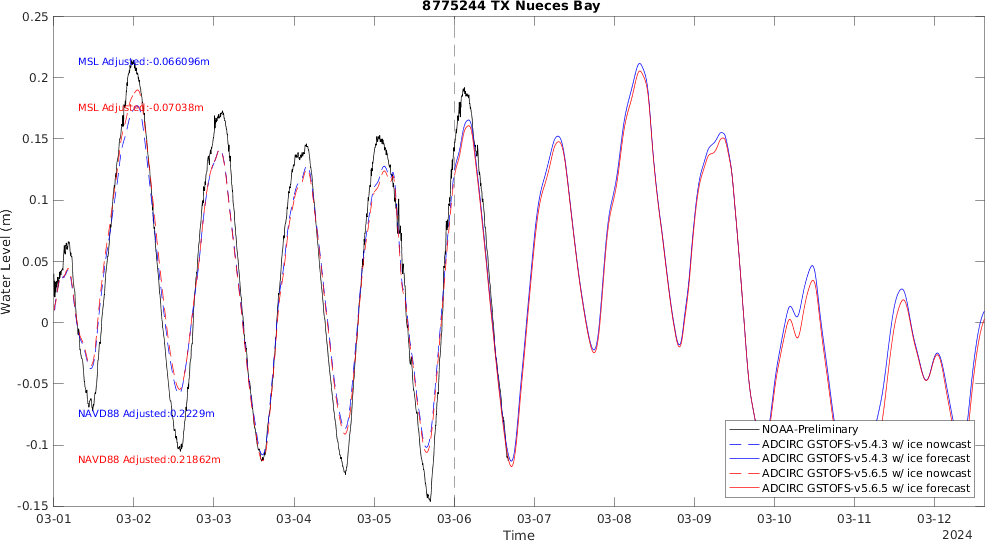 8775244 TX Nueces Bay
0.25
0.2
0.15
0.1
0.05
0
-0.05
-0.1
-0.15
Water Level (m)
MSL Adjusted:-0.066096m
MSL Adjusted:-0.07038m
NAVD88 Adjusted:0.2229m
NAVD88 Adjusted:0.21862m
NOAA-Preliminary
ADCIRC GSTOFS-v5.4.3 w/ ice nowcast
ADCIRC GSTOFS-v5.4.3 w/ ice forecast
ADCIRC GSTOFS-v5.6.5 w/ ice nowcast
ADCIRC GSTOFS-v5.6.5 w/ ice forecast
03-01 03-02 03-03 03-04 03-05 03-06 03-07 03-08 03-09 03-10 03-11 03-12
Time
2024